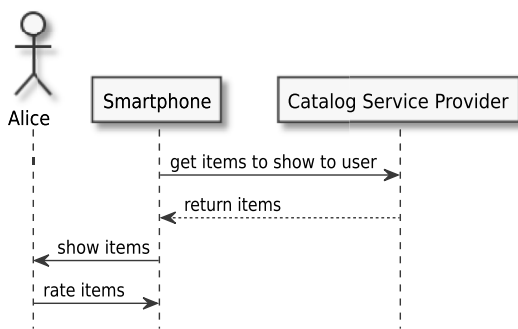 Alice
Smartphone
Catalog Service Provider
get items to show to user
return items
show items
rate items